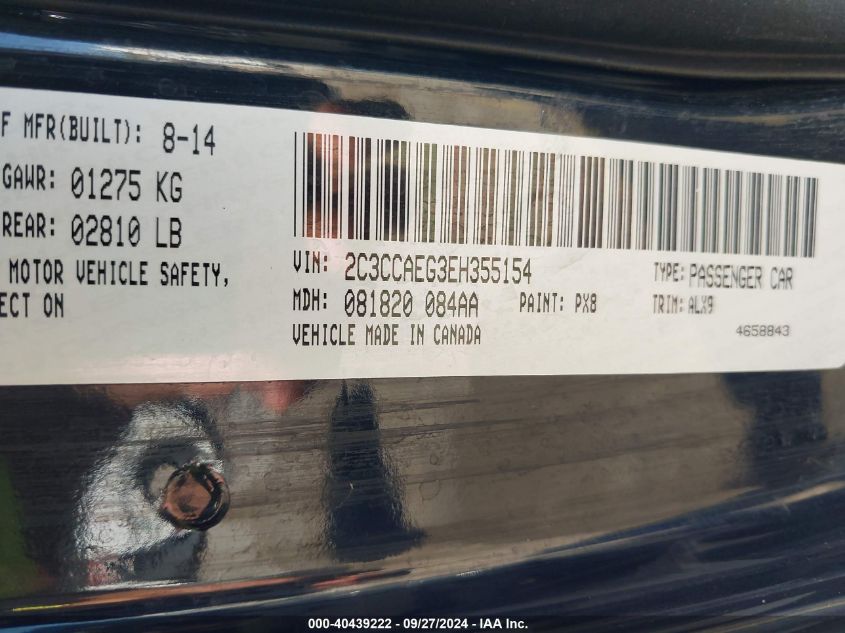 F MFR(BUILT): 8-14
GAWR: 01275 KG
REAR: 02810 LB
MOTOR VEHICLE SAFETY,
ECT ON
VIN: 2C3CCAEG3EH355154
TYPE: PASSENGER CAR
MDH: 081820 084AA
PAINT: PX8
TRIM: ALX9
VEHICLE MADE IN CANADA
4658843
000-40439222 - 09/27/2024 - IAA Inc.